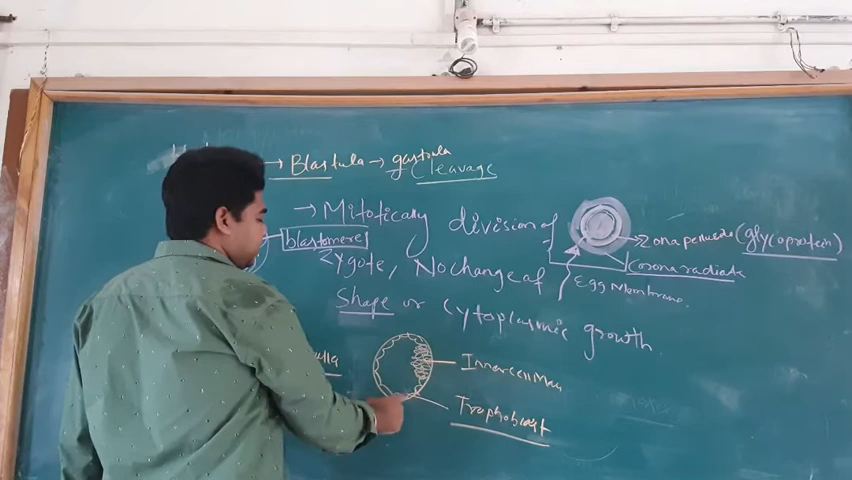 → Blastula → gastrula
Cleavage
→ Mitotically division of
blastomere
Zygote, No change of
Shape or Cytoplasmic growth
Zona pellucida (glycoprotein)
Corona radiata
Egg Membrane.
Inner cell Mass
Trophoblast